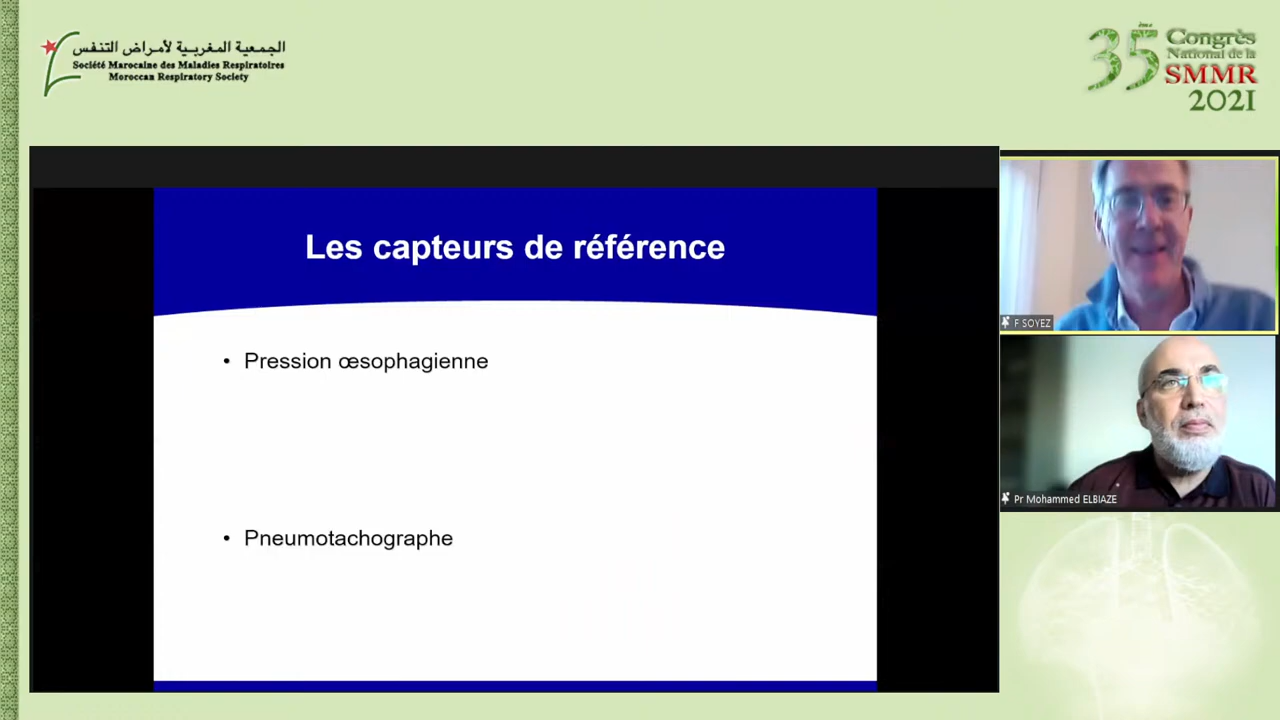 الجمعية المغربية لأمراض التنفس
Société Marocaine des Maladies Respiratoires
Moroccan Respiratory Society
35ème Congrès
National de la
SMMR
2021
Les capteurs de référence
• Pression œsophagienne
• Pneumotachographe
F SOYEZ
Pr Mohammed ELBIAZE